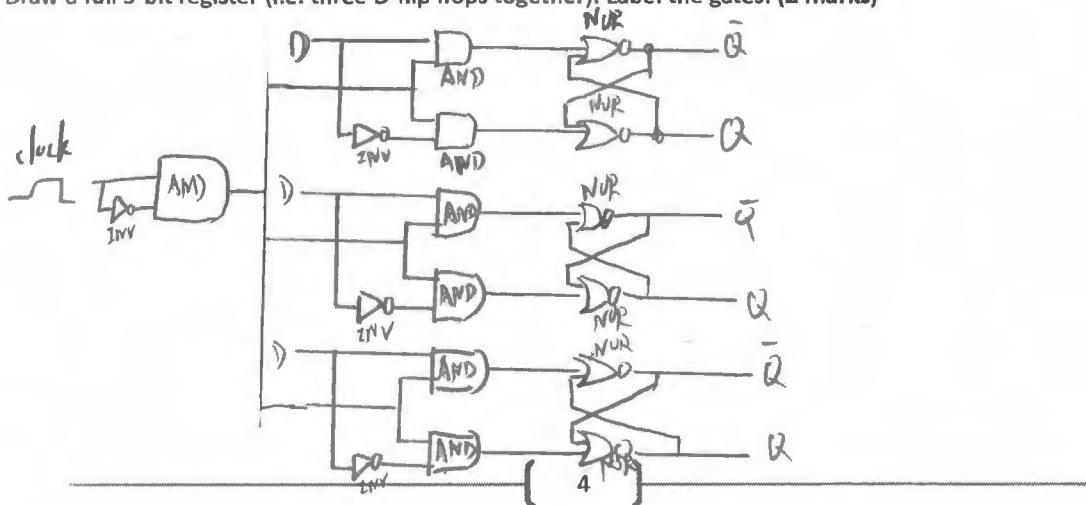 Draw a full 3-bit register (i.e. three D flip flops together). Label the gates. (2 marks)
NOR
D
Q̄
AND
NOR
clock
Q
INV
AND
AND
INV
D
NOR
AND
Q̄
AND
Q
INV
NOR
D
NOR
AND
Q̄
AND
Q
NOR
INV
4